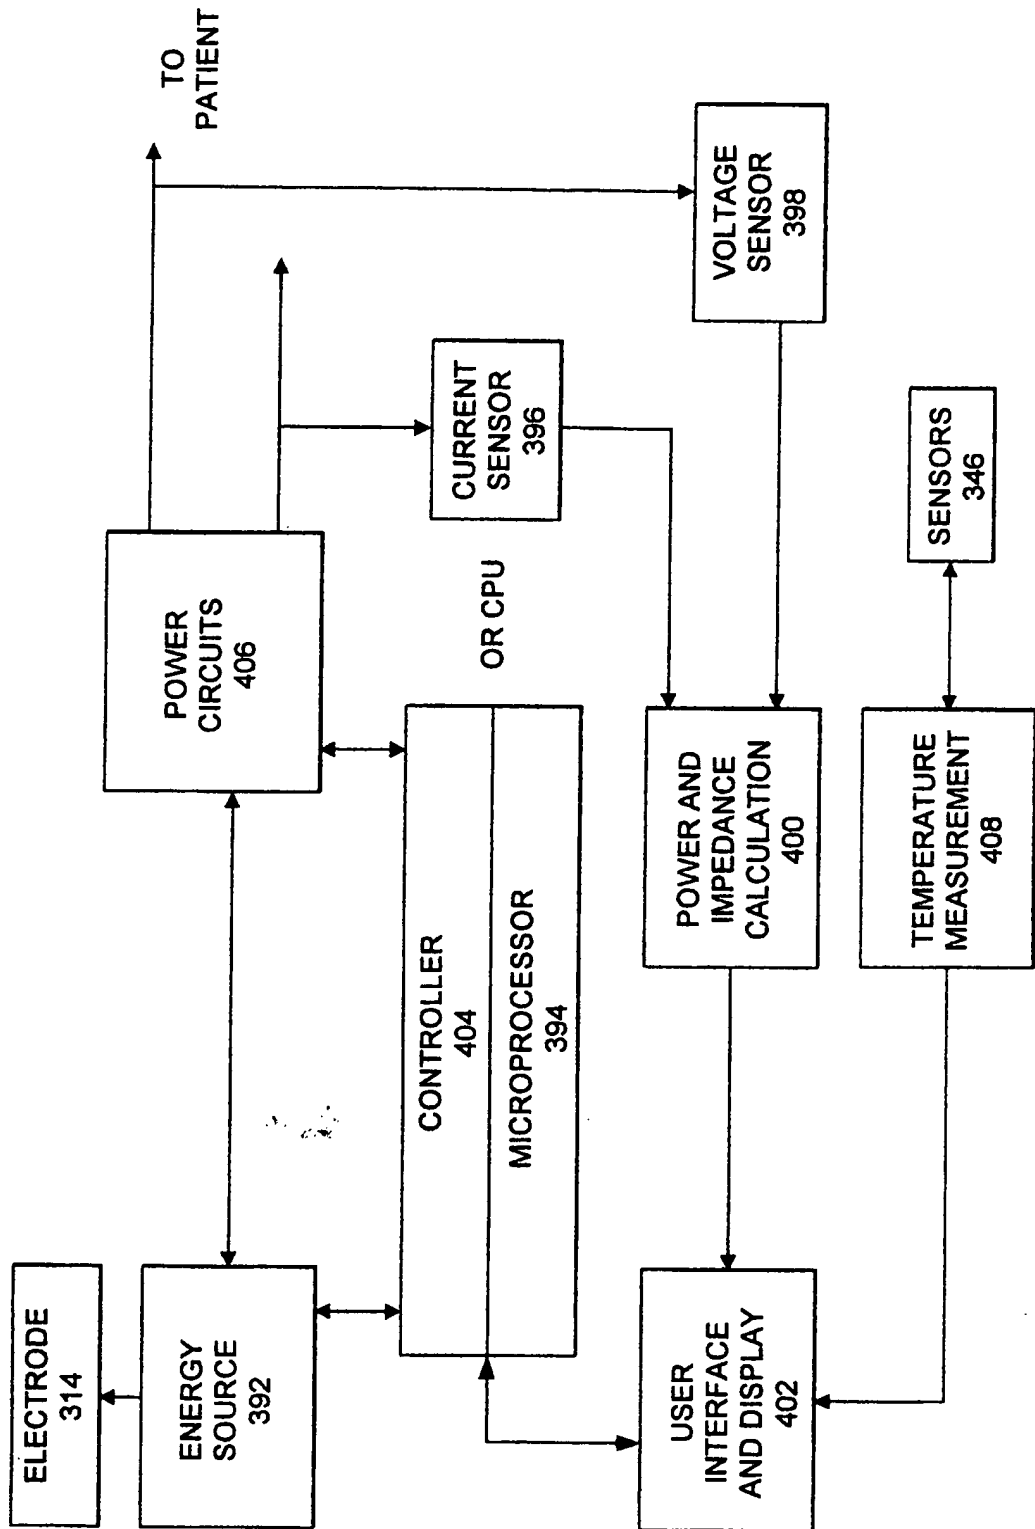 ELECTRODE
314
ENERGY
SOURCE
392
POWER
CIRCUITS
406
TO
PATIENT
CONTROLLER
404
MICROPROCESSOR
394
OR CPU
CURRENT
SENSOR
396
VOLTAGE
SENSOR
398
USER
INTERFACE
AND DISPLAY
402
POWER AND
IMPEDANCE
CALCULATION
400
TEMPERATURE
MEASUREMENT
408
SENSORS
346